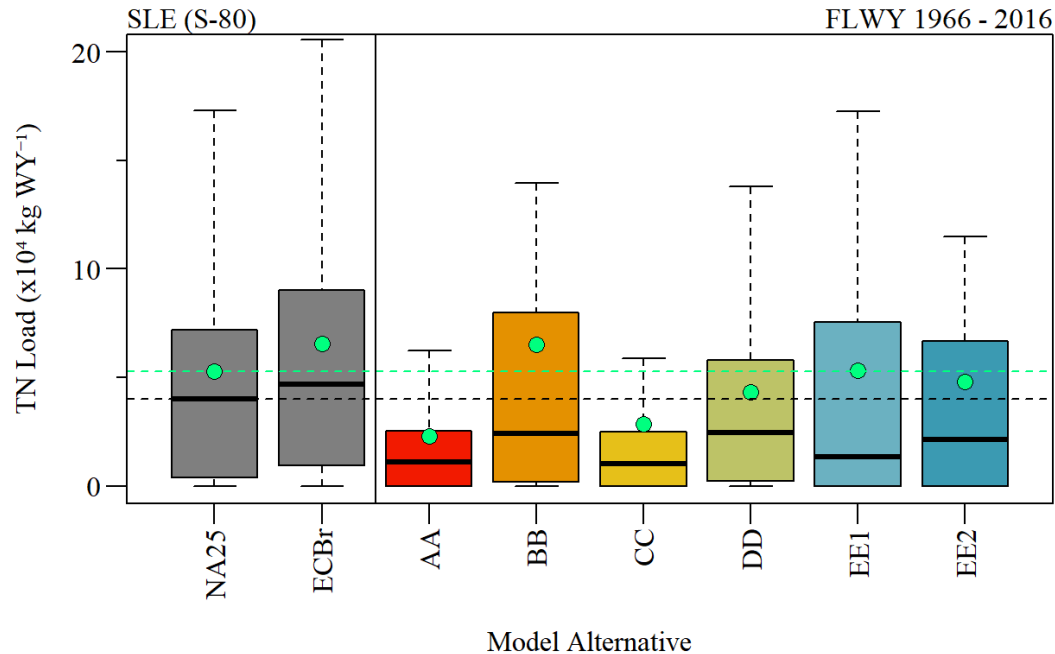 SLE (S-80)
FLWY 1966 - 2016
TN Load (x10⁴ kg WY⁻¹)
20
10
0
NA25
ECBr
AA
BB
CC
DD
EE1
EE2
Model Alternative